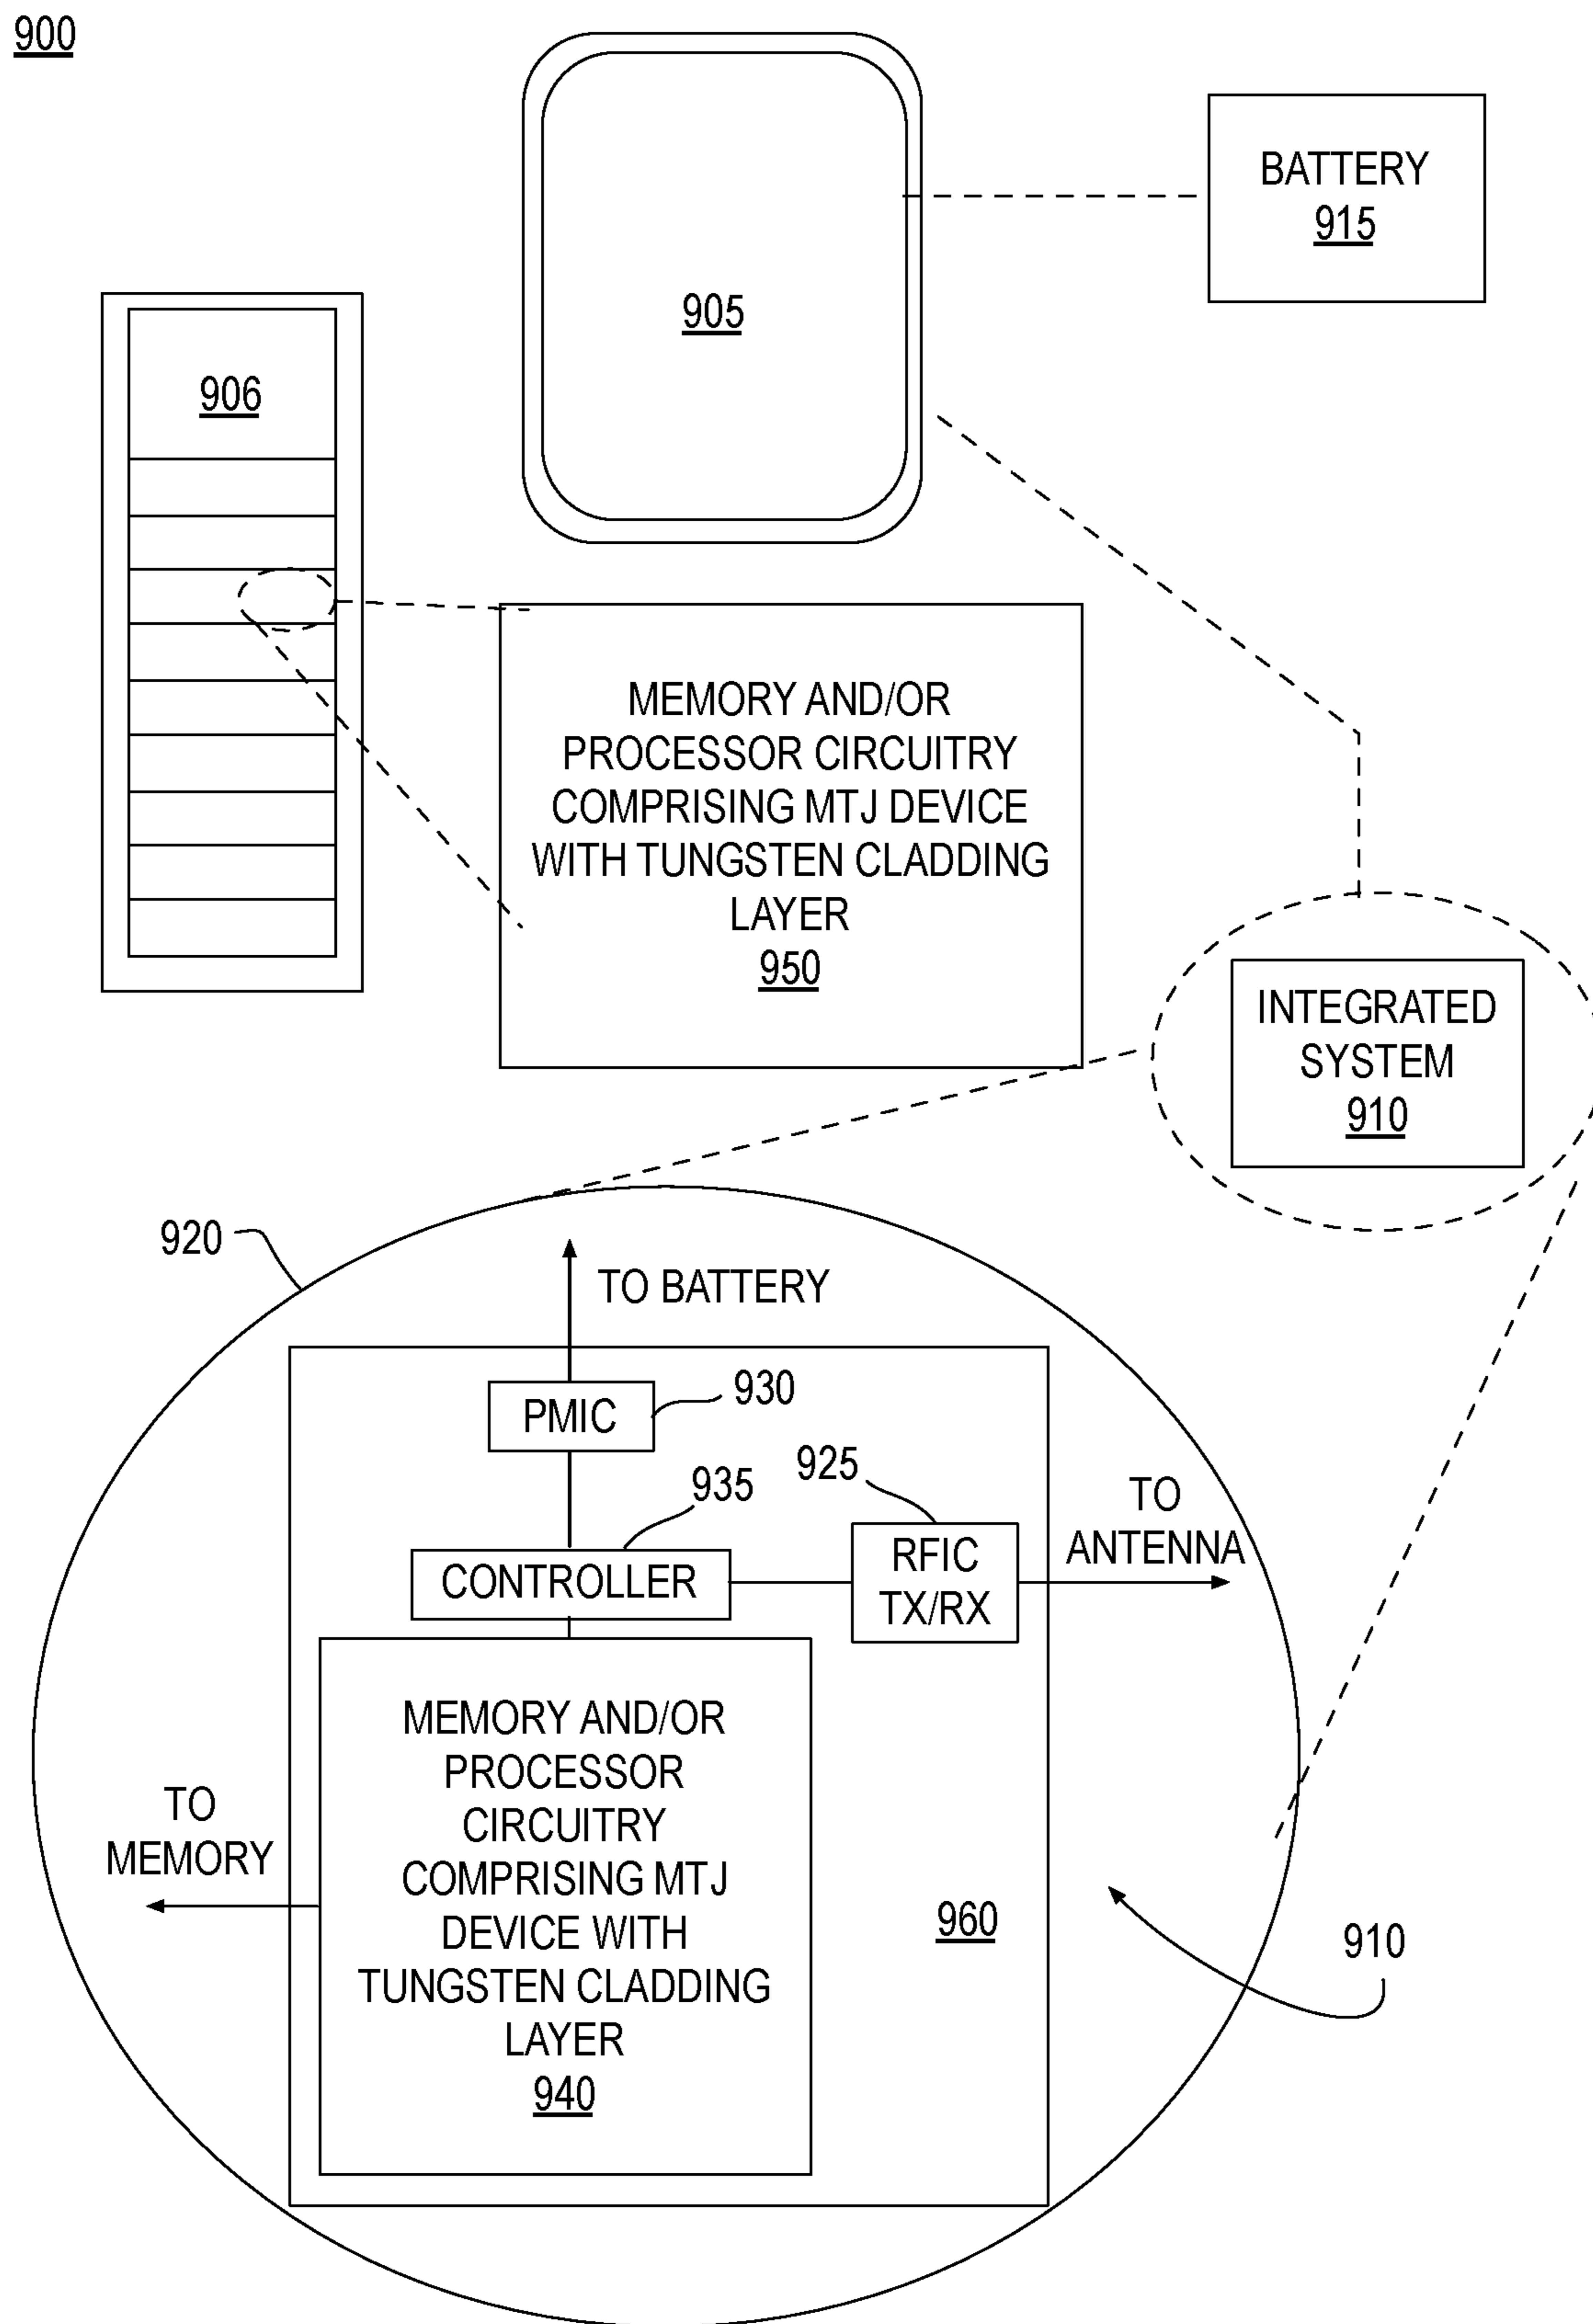 900
BATTERY
915
905
906
MEMORY AND/OR
PROCESSOR CIRCUITRY
COMPRISING MTJ DEVICE
WITH TUNGSTEN CLADDING
LAYER
950
INTEGRATED
SYSTEM
910
920
TO BATTERY
PMIC
930
935
925
CONTROLLER
RFIC
TX/RX
TO
ANTENNA
MEMORY AND/OR
PROCESSOR
CIRCUITRY
COMPRISING MTJ
DEVICE WITH
TUNGSTEN CLADDING
LAYER
940
TO
MEMORY
960
910